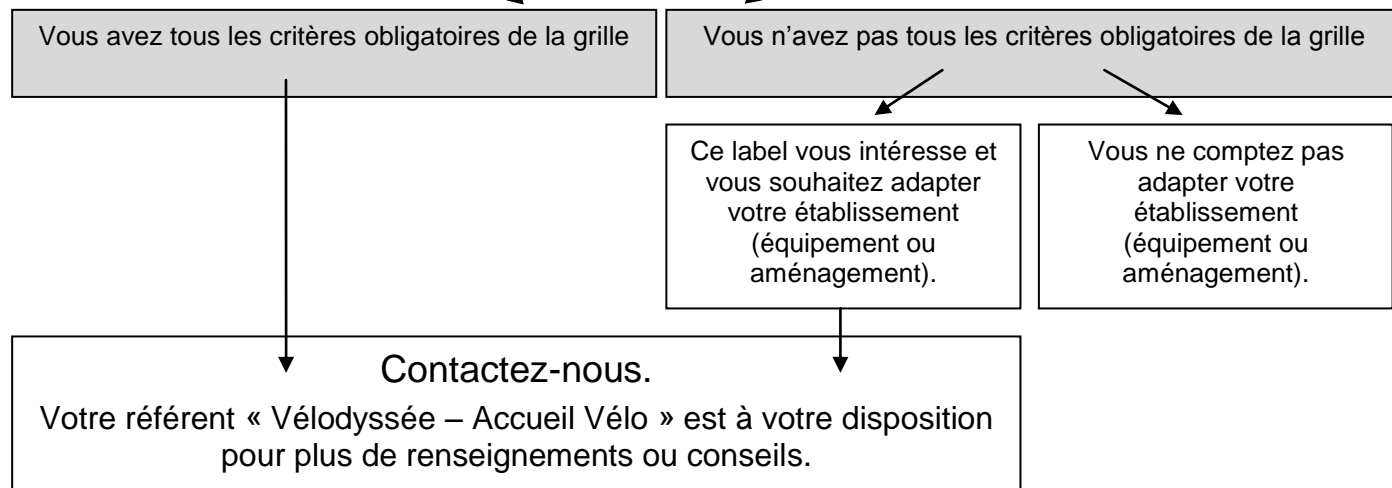 Vous avez tous les critères obligatoires de la grille
Vous n'avez pas tous les critères obligatoires de la grille
Ce label vous intéresse et
vous souhaitez adapter
votre établissement
(équipement ou
aménagement).
Vous ne comptez pas
adapter votre
établissement
(équipement ou
aménagement).
Contactez-nous.
Votre référent « Vélodyssée – Accueil Vélo » est à votre disposition
pour plus de renseignements ou conseils.